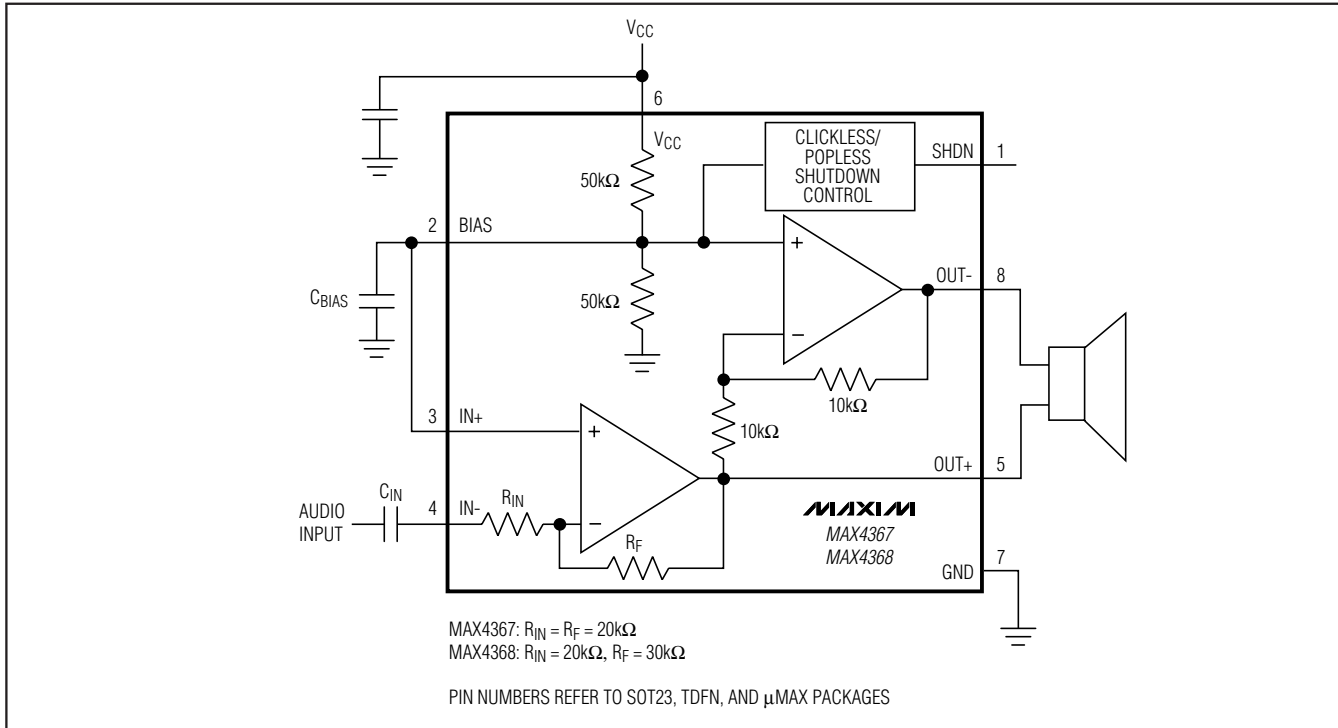 VCC
6
VCC
CLICKLESS/
POPLESS
SHUTDOWN
CONTROL
SHDN
1
50kΩ
2
BIAS
+
OUT-
8
CBIAS
50kΩ
−
10kΩ
3
IN+
+
10kΩ
OUT+
5
CIN
AUDIO
INPUT
4
IN-
RIN
−
RF
MAXIM
MAX4367
MAX4368
GND
7
MAX4367: RIN = RF = 20kΩ
MAX4368: RIN = 20kΩ, RF = 30kΩ
PIN NUMBERS REFER TO SOT23, TDFN, AND µMAX PACKAGES